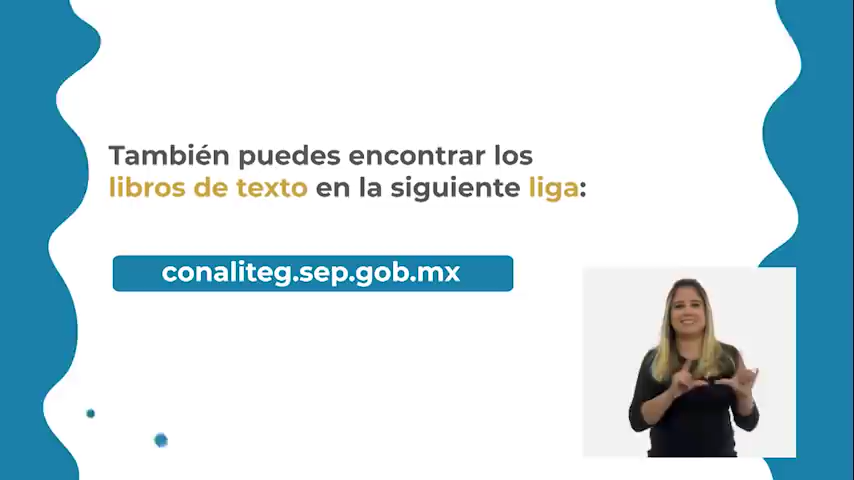 También puedes encontrar los
libros de texto en la siguiente liga:
conaliteg.sep.gob.mx